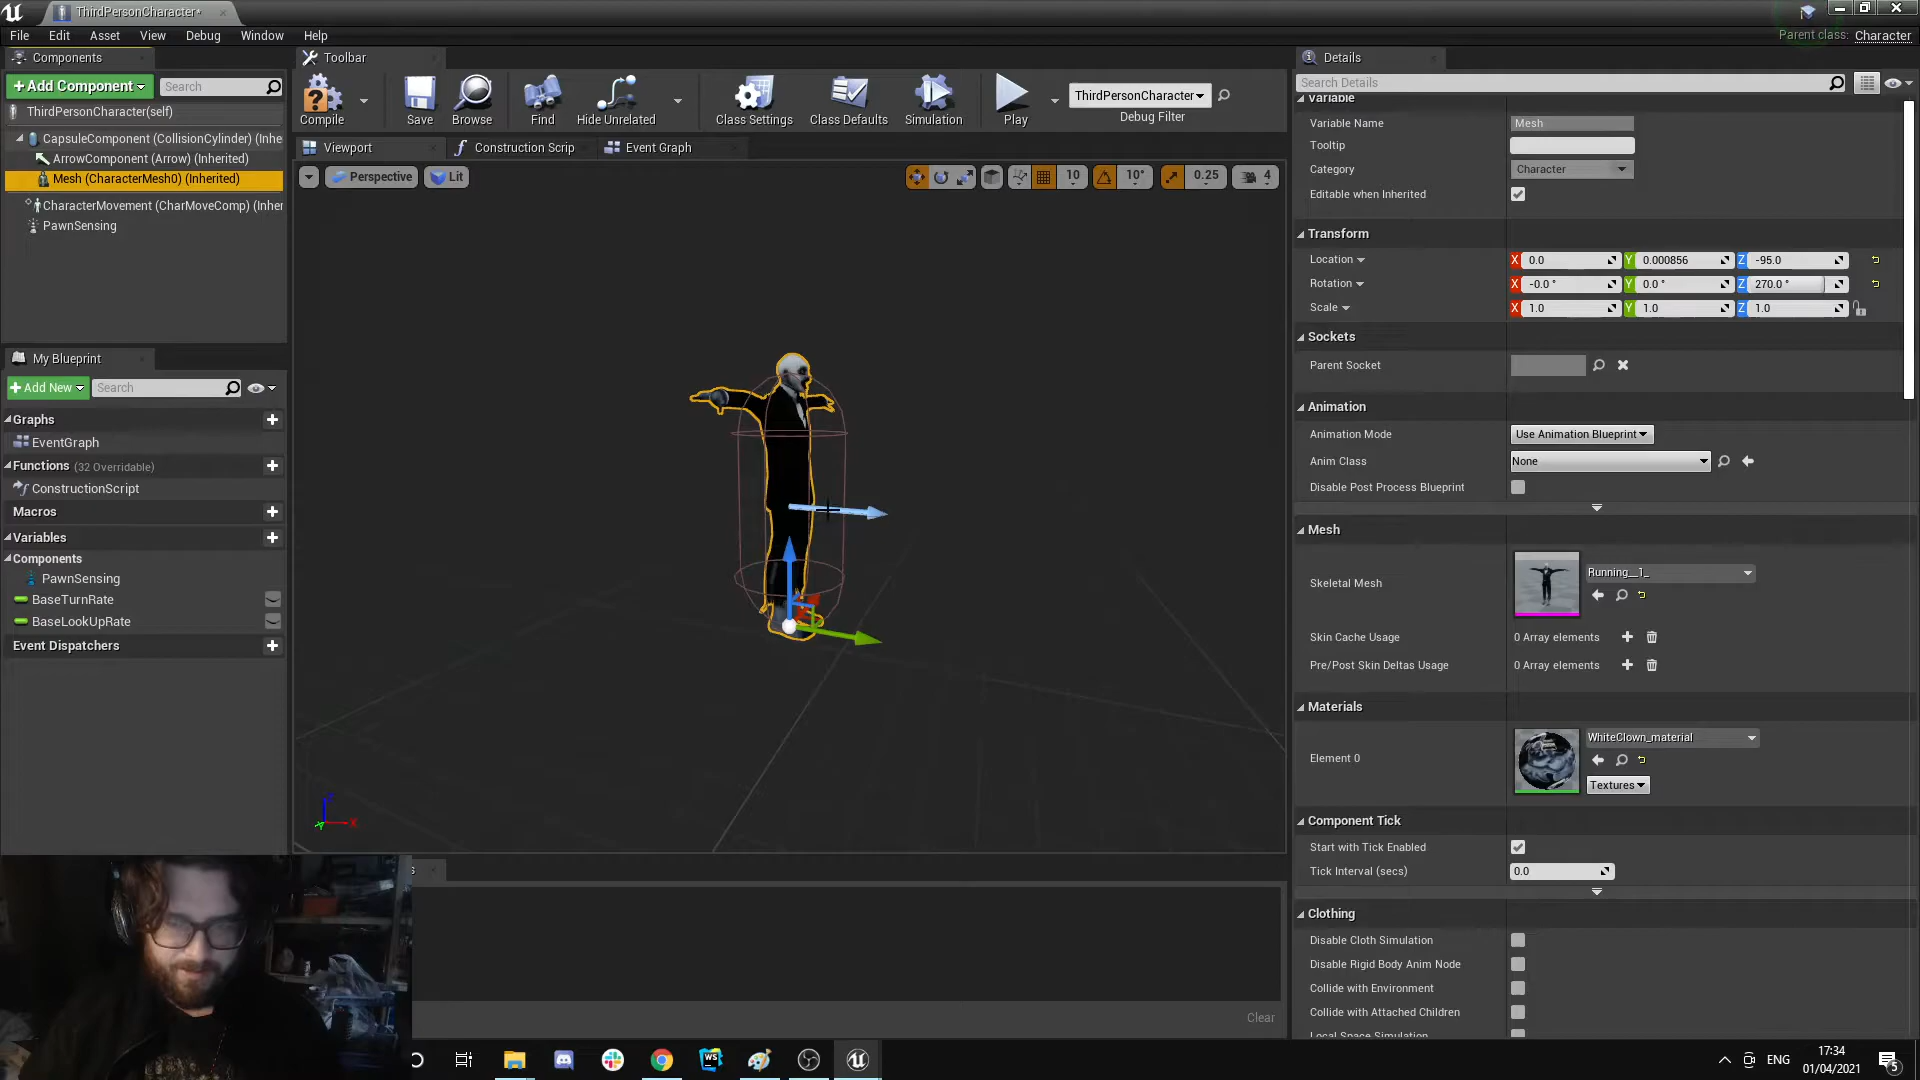 ThirdPersonCharacter*
File Edit Asset View Debug Window Help
Parent class: Character
Components
+ Add Component
Search
ThirdPersonCharacter(self)
CapsuleComponent (CollisionCylinder) (Inhe
ArrowComponent (Arrow) (Inherited)
Mesh (CharacterMesh0) (Inherited)
CharacterMovement (CharMoveComp) (Inher
PawnSensing
My Blueprint
+ Add New
Search
Graphs
EventGraph
Functions (32 Overridable)
ConstructionScript
Macros
Variables
Components
PawnSensing
BaseTurnRate
BaseLookUpRate
Event Dispatchers
Toolbar
Compile
Save
Browse
Find
Hide Unrelated
Class Settings
Class Defaults
Simulation
Play
ThirdPersonCharacter
Debug Filter
Viewport
Construction Scrip
Event Graph
Perspective
Lit
10
10°
0.25
4
Z
X
Y
s
Clear
Details
Search Details
Variable
Variable Name Mesh
Tooltip
Category Character
Editable when Inherited
Transform
Location X 0.0 Y 0.000856 Z -95.0
Rotation X -0.0 ° Y 0.0 ° Z 270.0 °
Scale X 1.0 Y 1.0 Z 1.0
Sockets
Parent Socket
Animation
Animation Mode Use Animation Blueprint
Anim Class None
Disable Post Process Blueprint
Mesh
Skeletal Mesh Running__1_
Skin Cache Usage 0 Array elements
Pre/Post Skin Deltas Usage 0 Array elements
Materials
Element 0 WhiteClown_material
Textures
Component Tick
Start with Tick Enabled
Tick Interval (secs) 0.0
Clothing
Disable Cloth Simulation
Disable Rigid Body Anim Node
Collide with Environment
Collide with Attached Children
Local Space Simulation
WS
ENG
17:34
01/04/2021
5